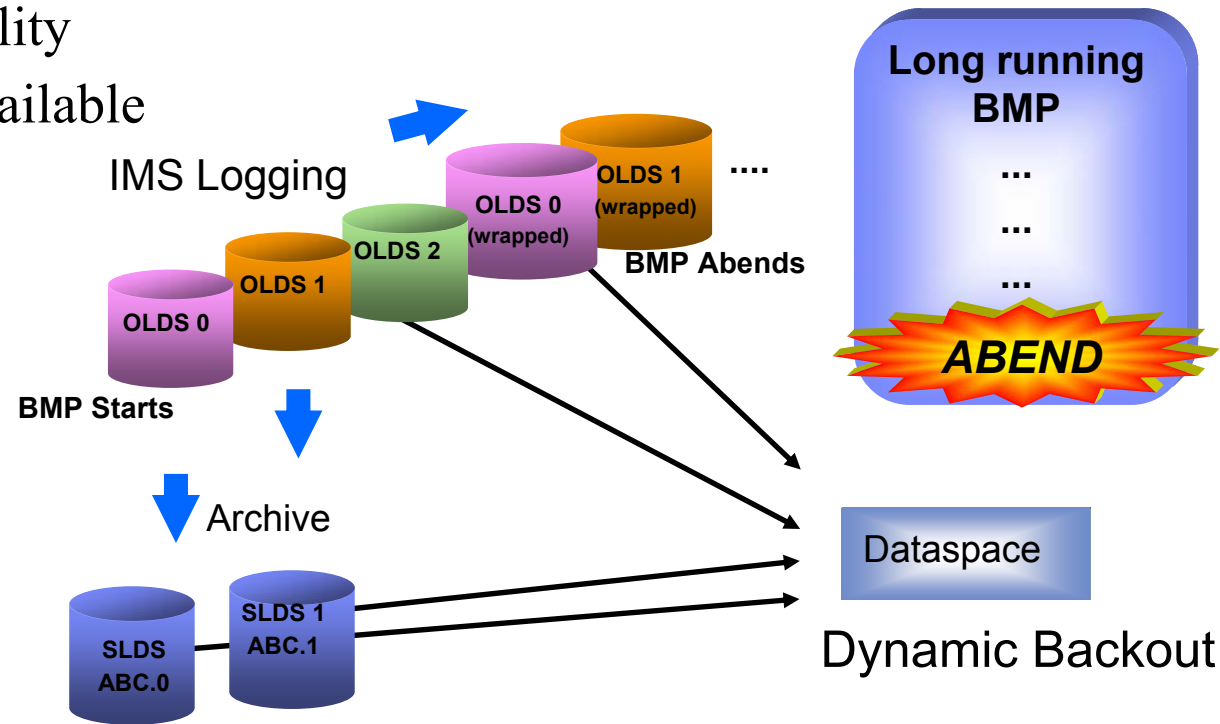 lity
ailable
IMS Logging
OLDS 0
OLDS 1
OLDS 2
OLDS 0
(wrapped)
OLDS 1
(wrapped)
....
BMP Starts
BMP Abends
Long running
BMP
...
...
...
ABEND
Archive
SLDS
ABC.0
SLDS 1
ABC.1
Dataspace
Dynamic Backout